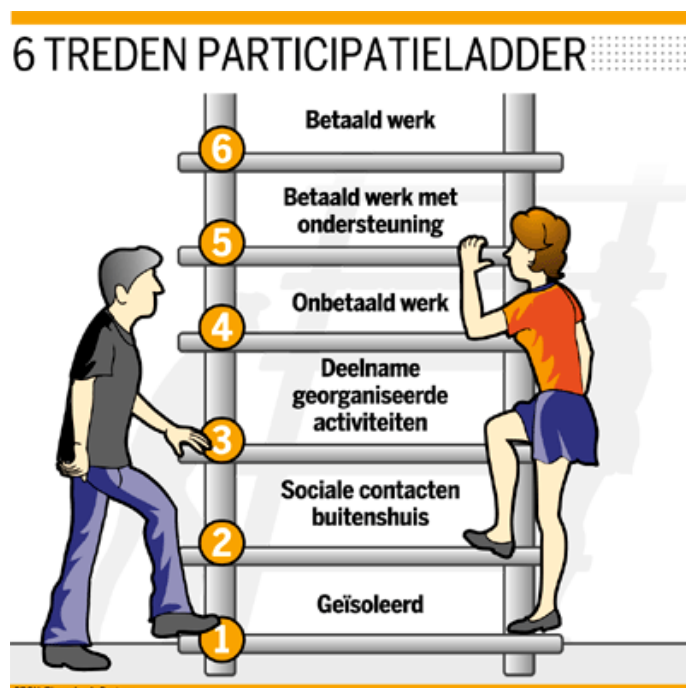 6 TREDEN PARTICIPATIELADDER
Betaald werk
6
Betaald werk met
ondersteuning
5
Onbetaald werk
4
Deelname
georganiseerde
activiteiten
3
Sociale contacten
buitenshuis
2
Geïsoleerd
1